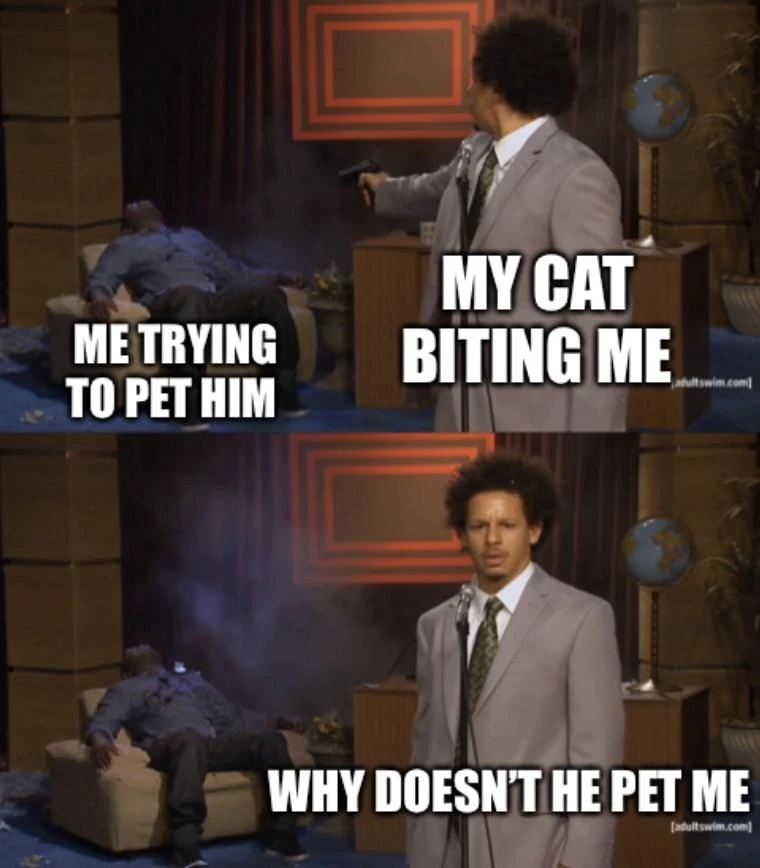 MY CAT
BITING ME
ME TRYING
TO PET HIM
adultswim.com]
WHY DOESN'T HE PET ME
[adultswim.com]